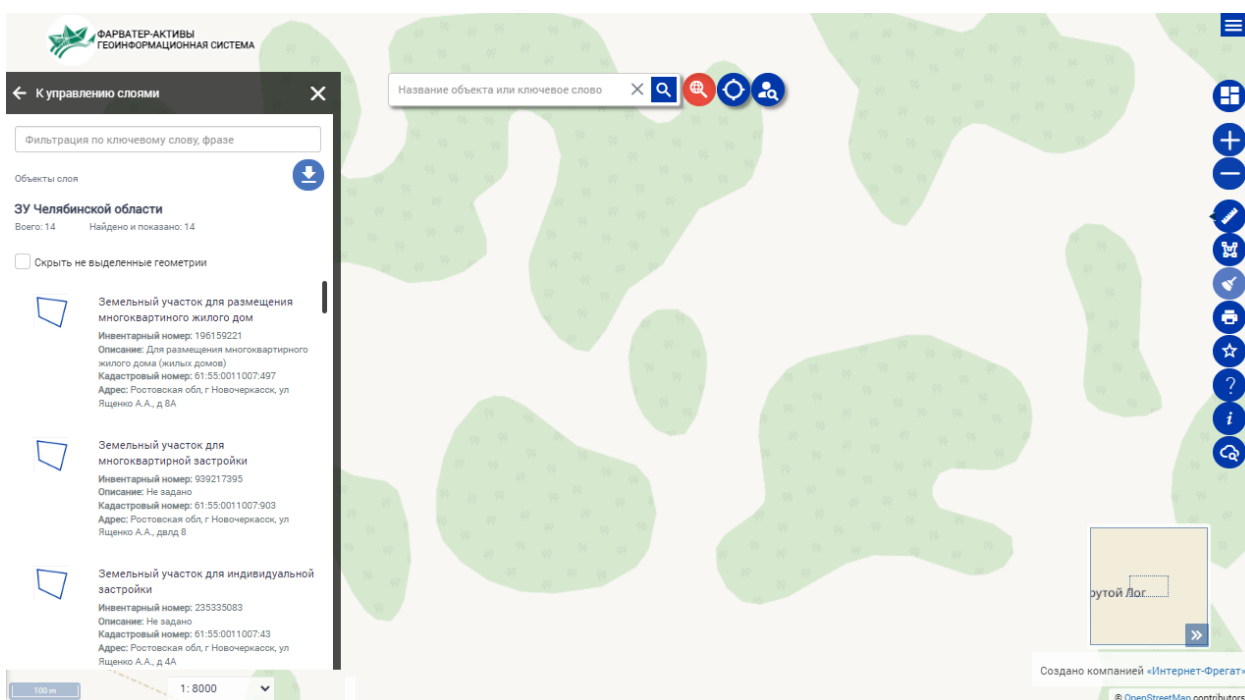 ФАРВАТЕР-АКТИВЫ
ГЕОИНФОРМАЦИОННАЯ СИСТЕМА
К управлению слоями
Название объекта или ключевое слово
Фильтрация по ключевому слову, фразе
Объекты слоя
ЗУ Челябинской области
Всего: 14 Найдено и показано: 14
Скрыть не выделенные геометрии
Земельный участок для размещения
многоквартиного жилого дом
Инвентарный номер: 196159221
Описание: Для размещения многоквартирного
жилого дома (жилых домов)
Кадастровый номер: 61:55:0011007:497
Адрес: Ростовская обл, г Новочеркасск, ул
Ященко А.А., д 8А
Земельный участок для
многоквартирной застройки
Инвентарный номер: 939217395
Описание: Не задано
Кадастровый номер: 61:55:0011007:903
Адрес: Ростовская обл, г Новочеркасск, ул
Ященко А.А., двлд 8
Земельный участок для индивидуальной
застройки
Инвентарный номер: 235335083
Описание: Не задано
Кадастровый номер: 61:55:0011007:43
Адрес: Ростовская обл, г Новочеркасск, ул
Ященко А.А., д 4А
рутой Лог
Создано компанией «Интернет-Фрегат»
100 m
1: 8000
© OpenStreetMap contributors